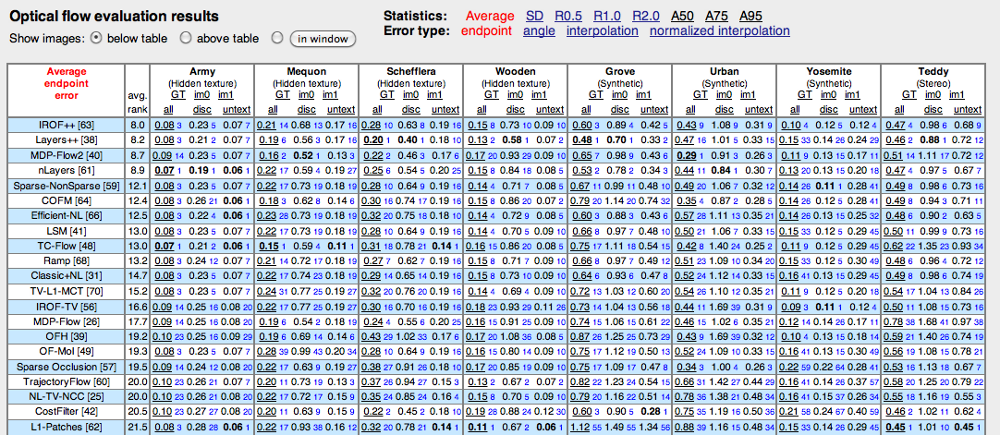 Optical flow evaluation results
Statistics: Average SD R0.5 R1.0 R2.0 A50 A75 A95
Error type: endpoint angle interpolation normalized interpolation
Show images: below table above table in window
Average endpoint error avg. rank
Army (Hidden texture) GT im0 im1 all disc untext
Mequon (Hidden texture) GT im0 im1 all disc untext
Schefflera (Hidden texture) GT im0 im1 all disc untext
Wooden (Hidden texture) GT im0 im1 all disc untext
Grove (Synthetic) GT im0 im1 all disc untext
Urban (Synthetic) GT im0 im1 all disc untext
Yosemite (Synthetic) GT im0 im1 all disc untext
Teddy (Stereo) GT im0 im1 all disc untext
IROF++ [63] 8.0 0.08 3 0.23 5 0.07 7 0.21 14 0.68 13 0.17 16 0.28 10 0.63 8 0.19 16 0.15 8 0.73 10 0.09 10 0.60 3 0.89 4 0.42 5 0.43 9 1.08 9 0.31 9 0.10 4 0.12 5 0.12 4 0.47 4 0.98 6 0.68 9
Layers++ [38] 8.2 0.08 3 0.21 2 0.07 7 0.19 6 0.56 3 0.17 16 0.20 1 0.40 1 0.18 10 0.13 2 0.58 1 0.07 2 0.48 1 0.70 1 0.33 2 0.47 16 1.01 5 0.33 15 0.15 33 0.14 26 0.24 29 0.46 2 0.88 1 0.72 12
MDP-Flow2 [40] 8.7 0.09 14 0.23 5 0.07 7 0.16 2 0.52 1 0.13 3 0.22 2 0.46 3 0.17 6 0.17 20 0.93 29 0.09 10 0.65 7 0.98 9 0.43 6 0.29 1 0.91 3 0.26 3 0.11 9 0.13 15 0.17 11 0.51 14 1.11 17 0.72 12
nLayers [61] 8.9 0.07 1 0.19 1 0.06 1 0.22 17 0.59 4 0.19 27 0.25 6 0.54 5 0.20 25 0.15 8 0.84 18 0.08 5 0.53 2 0.78 2 0.34 3 0.44 11 0.84 1 0.30 7 0.13 20 0.13 15 0.20 18 0.47 4 0.97 5 0.67 7
Sparse-NonSparse [59] 12.1 0.08 3 0.23 5 0.07 7 0.22 17 0.73 19 0.18 19 0.28 10 0.64 9 0.19 16 0.14 4 0.71 7 0.08 5 0.67 11 0.99 11 0.48 10 0.49 20 1.06 7 0.32 12 0.14 26 0.11 1 0.28 41 0.49 8 0.98 6 0.73 16
COFM [64] 12.4 0.08 3 0.26 21 0.06 1 0.18 3 0.62 8 0.14 6 0.30 16 0.74 17 0.19 16 0.15 8 0.86 20 0.07 2 0.79 20 1.14 20 0.74 32 0.35 4 0.87 2 0.28 5 0.14 26 0.12 5 0.29 45 0.49 8 0.94 3 0.71 11
Efficient-NL [66] 12.5 0.08 3 0.22 4 0.06 1 0.23 28 0.73 19 0.18 19 0.32 20 0.75 18 0.18 10 0.14 4 0.72 9 0.08 5 0.60 3 0.88 3 0.43 6 0.57 28 1.11 13 0.35 21 0.14 26 0.13 15 0.25 32 0.48 6 0.90 2 0.63 5
LSM [41] 13.0 0.08 3 0.23 5 0.07 7 0.22 17 0.73 19 0.18 19 0.28 10 0.64 9 0.19 16 0.14 4 0.70 5 0.09 10 0.66 8 0.97 7 0.48 10 0.50 21 1.06 7 0.33 15 0.15 33 0.12 5 0.29 45 0.50 11 0.99 9 0.73 16
TC-Flow [48] 13.0 0.07 1 0.21 2 0.06 1 0.15 1 0.59 4 0.11 1 0.31 18 0.78 21 0.14 1 0.16 15 0.86 20 0.08 5 0.75 17 1.11 18 0.54 15 0.42 8 1.40 24 0.25 2 0.11 9 0.12 5 0.29 45 0.62 22 1.35 23 0.93 34
Ramp [68] 13.2 0.08 3 0.24 12 0.07 7 0.21 14 0.72 17 0.18 19 0.27 7 0.62 7 0.19 16 0.15 8 0.71 7 0.09 10 0.66 8 0.97 7 0.49 12 0.51 23 1.09 10 0.34 20 0.15 33 0.12 5 0.30 49 0.48 6 0.96 4 0.72 12
Classic+NL [31] 14.7 0.08 3 0.23 5 0.07 7 0.22 17 0.74 23 0.18 19 0.29 14 0.65 14 0.19 16 0.15 8 0.73 10 0.09 10 0.64 6 0.93 6 0.47 8 0.52 24 1.12 14 0.33 15 0.16 41 0.13 15 0.29 45 0.49 8 0.98 6 0.74 19
TV-L1-MCT [70] 15.2 0.08 3 0.23 5 0.07 7 0.24 31 0.77 25 0.19 27 0.32 20 0.76 20 0.19 16 0.14 4 0.69 4 0.09 10 0.72 13 1.03 12 0.60 20 0.54 26 1.10 12 0.35 21 0.11 9 0.12 5 0.20 18 0.54 17 1.04 13 0.84 26
IROF-TV [56] 16.6 0.09 14 0.25 16 0.08 20 0.22 17 0.77 25 0.19 27 0.30 16 0.70 16 0.19 16 0.18 23 0.93 29 0.11 26 0.73 14 1.04 13 0.56 18 0.44 11 1.69 39 0.31 9 0.09 3 0.11 1 0.12 4 0.50 11 1.08 15 0.73 16
MDP-Flow [26] 17.7 0.09 14 0.25 16 0.08 20 0.19 6 0.54 2 0.18 19 0.24 4 0.55 6 0.20 25 0.16 15 0.91 25 0.09 10 0.74 15 1.06 15 0.61 23 0.46 15 1.02 6 0.35 21 0.12 14 0.14 26 0.17 11 0.78 38 1.68 41 0.97 38
OFH [39] 19.2 0.10 23 0.25 16 0.09 29 0.19 6 0.69 14 0.14 6 0.43 29 1.02 33 0.17 6 0.17 20 1.08 36 0.08 5 0.87 26 1.25 25 0.73 29 0.43 9 1.69 39 0.32 12 0.10 4 0.13 15 0.18 14 0.59 21 1.40 26 0.74 19
OF-Mol [49] 19.3 0.08 3 0.23 5 0.07 7 0.28 39 0.99 43 0.20 34 0.28 10 0.64 9 0.19 16 0.16 15 0.80 14 0.09 10 0.75 17 1.12 19 0.50 13 0.52 24 1.09 10 0.33 15 0.16 41 0.13 15 0.30 49 0.56 19 1.08 15 0.78 21
Sparse Occlusion [57] 19.5 0.09 14 0.24 12 0.08 20 0.22 17 0.63 9 0.19 27 0.38 27 0.91 26 0.18 10 0.17 20 0.85 19 0.09 10 0.75 17 1.09 17 0.47 8 0.34 3 1.00 4 0.26 3 0.22 59 0.22 64 0.28 41 0.53 16 1.13 18 0.67 7
TrajectoryFlow [60] 20.0 0.10 23 0.26 21 0.07 7 0.20 11 0.73 19 0.13 3 0.37 26 0.94 27 0.15 3 0.13 2 0.67 2 0.07 2 0.82 22 1.23 24 0.54 15 0.66 31 1.42 27 0.44 29 0.16 41 0.14 26 0.37 57 0.58 20 1.25 20 0.79 22
NL-TV-NCC [25] 20.0 0.10 23 0.26 21 0.08 20 0.22 17 0.72 17 0.15 9 0.35 24 0.85 24 0.16 4 0.15 8 0.70 5 0.09 10 0.79 20 1.16 22 0.51 14 0.78 38 1.38 23 0.48 33 0.16 41 0.15 37 0.26 34 0.55 18 1.16 19 0.55 3
CostFilter [42] 20.5 0.10 23 0.27 27 0.08 20 0.20 11 0.63 9 0.15 9 0.22 2 0.45 2 0.18 10 0.19 28 0.88 24 0.12 30 0.60 3 0.90 5 0.28 1 0.75 35 1.19 16 0.50 36 0.21 58 0.24 67 0.40 59 0.46 2 1.02 11 0.62 4
L1-Patches [62] 21.5 0.08 3 0.28 28 0.06 1 0.22 17 0.93 38 0.16 12 0.32 20 0.78 21 0.14 1 0.11 1 0.67 2 0.06 1 1.12 55 1.49 55 1.34 56 0.88 39 1.16 15 0.56 38 0.15 33 0.14 26 0.29 45 0.45 1 1.01 10 0.45 1